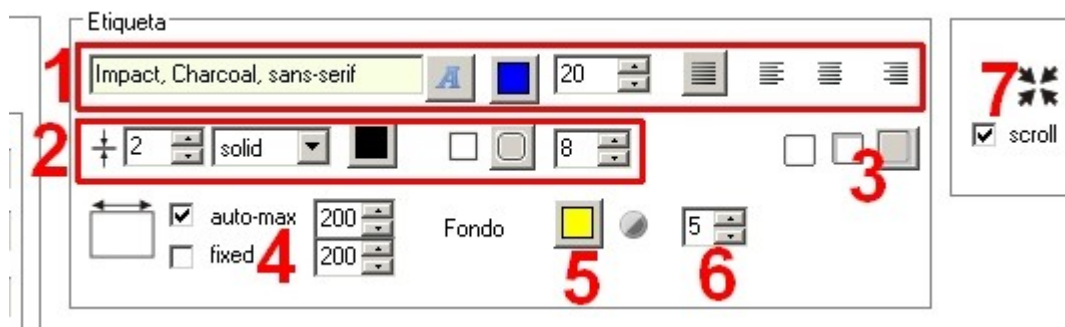 Etiqueta
1 Impact, Charcoal, sans-serif A 20
7
scroll
2 2 solid 8
3
auto-max 200 Fondo 5
fixed 4 200
5 6